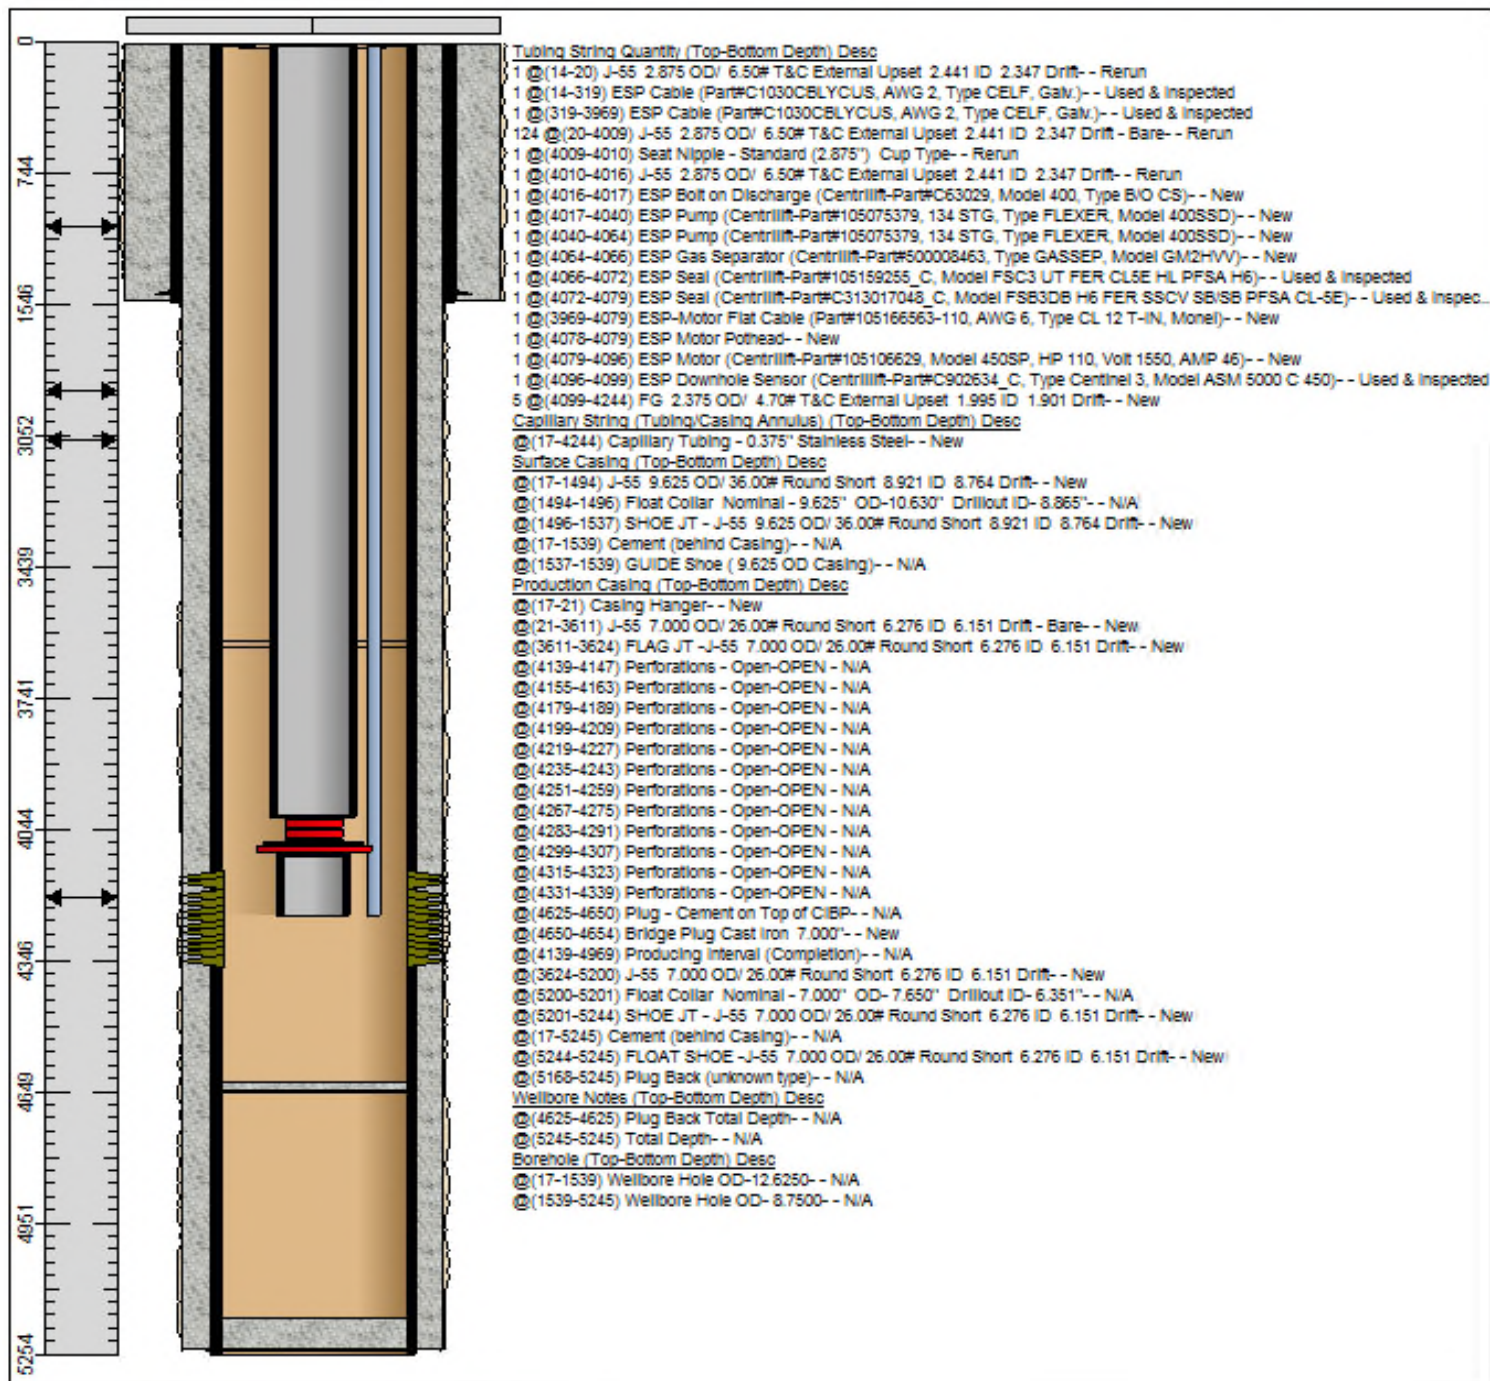 0
744
1546
3052
3439
3741
4044
4346
4649
4951
5254
Tubing String Quantity (Top-Bottom Depth) Desc
1 @(14-20) J-55 2.875 OD/ 6.50# T&C External Upset 2.441 ID 2.347 Drift- - Rerun
1 @(14-319) ESP Cable (Part#C1030CBLYCUS, AWG 2, Type CELF, Galv.)- - Used & Inspected
1 @(319-3969) ESP Cable (Part#C1030CBLYCUS, AWG 2, Type CELF, Galv.)- - Used & Inspected
124 @(20-4009) J-55 2.875 OD/ 6.50# T&C External Upset 2.441 ID 2.347 Drift - Bare- - Rerun
1 @(4009-4010) Seat Nipple - Standard (2.875") Cup Type- - Rerun
1 @(4010-4016) J-55 2.875 OD/ 6.50# T&C External Upset 2.441 ID 2.347 Drift- - Rerun
1 @(4016-4017) ESP Bolt on Discharge (Centrilift-Part#C63029, Model 400, Type B/O CS)- - New
1 @(4017-4040) ESP Pump (Centrilift-Part#105075379, 134 STG, Type FLEXER, Model 400SSD)- - New
1 @(4040-4064) ESP Pump (Centrilift-Part#105075379, 134 STG, Type FLEXER, Model 400SSD)- - New
1 @(4064-4066) ESP Gas Separator (Centrilift-Part#500008463, Type GASSEP, Model GM2HVV)- - New
1 @(4066-4072) ESP Seal (Centrilift-Part#105159255_C, Model FSC3 UT FER CL5E HL PFSA H6)- - Used & Inspected
1 @(4072-4079) ESP Seal (Centrilift-Part#C313017048_C, Model FSB3DB H6 FER SSCV SB/SB PFSA CL-5E)- - Used & Inspec...
1 @(3969-4079) ESP-Motor Flat Cable (Part#105166563-110, AWG 6, Type CL 12 T-IN, Monel)- - New
1 @(4078-4079) ESP Motor Pothead- - New
1 @(4079-4096) ESP Motor (Centrilift-Part#105106629, Model 450SP, HP 110, Volt 1550, AMP 46)- - New
1 @(4096-4099) ESP Downhole Sensor (Centrilift-Part#C902634_C, Type Centinel 3, Model ASM 5000 C 450)- - Used & Inspected
5 @(4099-4244) FG 2.375 OD/ 4.70# T&C External Upset 1.995 ID 1.901 Drift- - New
Capillary String (Tubing/Casing Annulus) (Top-Bottom Depth) Desc
@(17-4244) Capillary Tubing - 0.375" Stainless Steel- - New
Surface Casing (Top-Bottom Depth) Desc
@(17-1494) J-55 9.625 OD/ 36.00# Round Short 8.921 ID 8.764 Drift- - New
@(1494-1496) Float Collar Nominal - 9.625" OD-10.630" Drillout ID- 8.865"- - N/A
@(1496-1537) SHOE JT - J-55 9.625 OD/ 36.00# Round Short 8.921 ID 8.764 Drift- - New
@(17-1539) Cement (behind Casing)- - N/A
@(1537-1539) GUIDE Shoe ( 9.625 OD Casing)- - N/A
Production Casing (Top-Bottom Depth) Desc
@(17-21) Casing Hanger- - New
@(21-3611) J-55 7.000 OD/ 26.00# Round Short 6.276 ID 6.151 Drift - Bare- - New
@(3611-3624) FLAG JT -J-55 7.000 OD/ 26.00# Round Short 6.276 ID 6.151 Drift- - New
@(4139-4147) Perforations - Open-OPEN - N/A
@(4155-4163) Perforations - Open-OPEN - N/A
@(4179-4189) Perforations - Open-OPEN - N/A
@(4199-4209) Perforations - Open-OPEN - N/A
@(4219-4227) Perforations - Open-OPEN - N/A
@(4235-4243) Perforations - Open-OPEN - N/A
@(4251-4259) Perforations - Open-OPEN - N/A
@(4267-4275) Perforations - Open-OPEN - N/A
@(4283-4291) Perforations - Open-OPEN - N/A
@(4299-4307) Perforations - Open-OPEN - N/A
@(4315-4323) Perforations - Open-OPEN - N/A
@(4331-4339) Perforations - Open-OPEN - N/A
@(4625-4650) Plug - Cement on Top of CIBP- - N/A
@(4650-4654) Bridge Plug Cast Iron 7.000"- - New
@(4139-4969) Producing Interval (Completion)- - N/A
@(3624-5200) J-55 7.000 OD/ 26.00# Round Short 6.276 ID 6.151 Drift- - New
@(5200-5201) Float Collar Nominal - 7.000" OD- 7.650" Drillout ID- 6.351"- - N/A
@(5201-5244) SHOE JT - J-55 7.000 OD/ 26.00# Round Short 6.276 ID 6.151 Drift- - New
@(17-5245) Cement (behind Casing)- - N/A
@(5244-5245) FLOAT SHOE -J-55 7.000 OD/ 26.00# Round Short 6.276 ID 6.151 Drift- - New
@(5168-5245) Plug Back (unknown type)- - N/A
Wellbore Notes (Top-Bottom Depth) Desc
@(4625-4625) Plug Back Total Depth- - N/A
@(5245-5245) Total Depth- - N/A
Borehole (Top-Bottom Depth) Desc
@(17-1539) Wellbore Hole OD-12.6250- - N/A
@(1539-5245) Wellbore Hole OD- 8.7500- - N/A